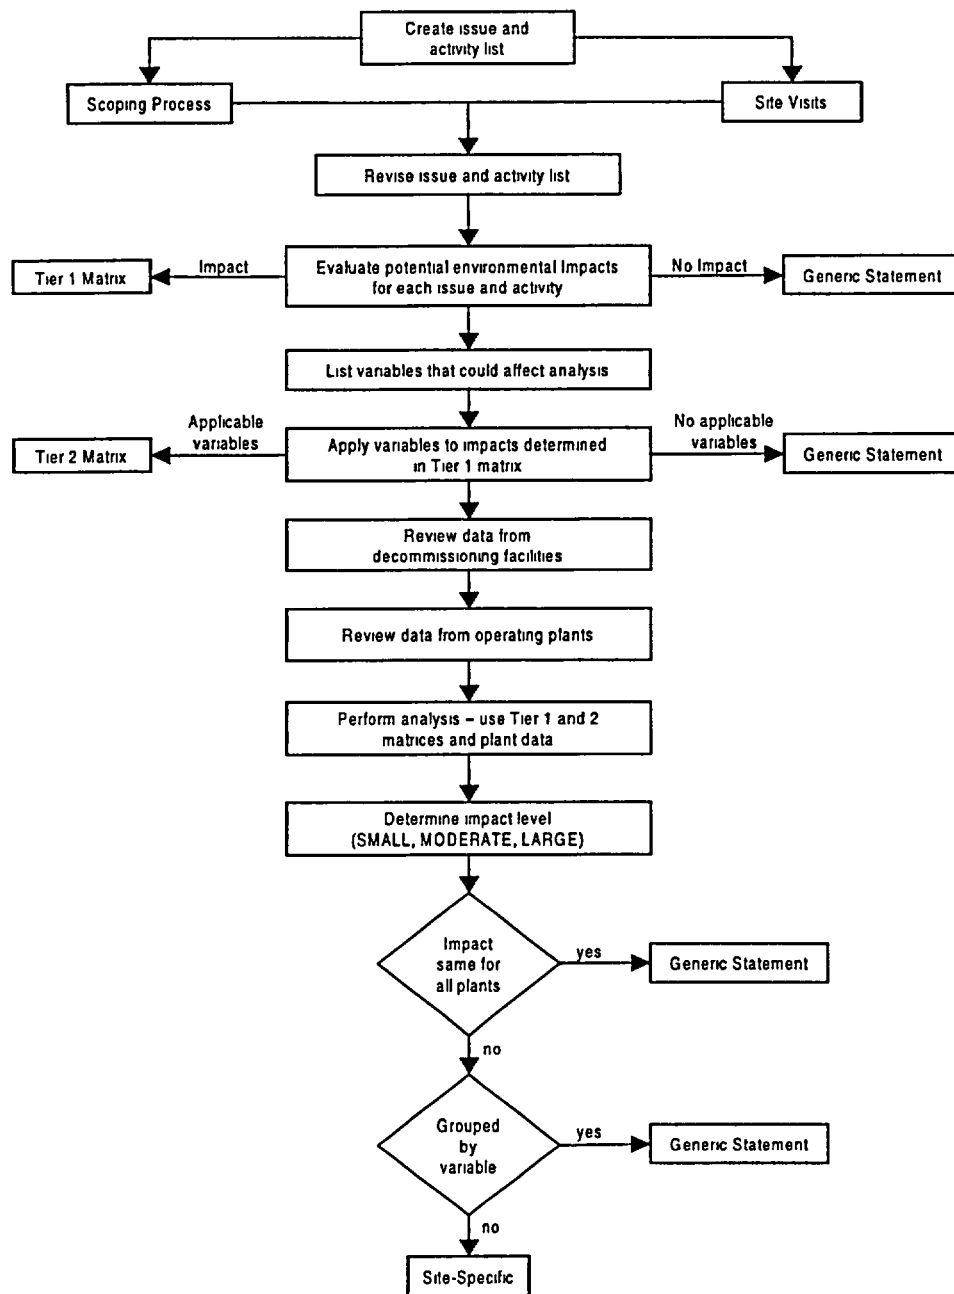 Create issue and
activity list
Scoping Process
Site Visits
Revise issue and activity list
Tier 1 Matrix
Impact
Evaluate potential environmental Impacts
for each issue and activity
No Impact
Generic Statement
List variables that could affect analysis
Applicable
variables
Tier 2 Matrix
Apply variables to impacts determined
in Tier 1 matrix
No applicable
variables
Generic Statement
Review data from
decommissioning facilities
Review data from operating plants
Perform analysis – use Tier 1 and 2
matrices and plant data
Determine impact level
(SMALL, MODERATE, LARGE)
Impact
same for
all plants
yes
Generic Statement
no
Grouped
by
variable
yes
Generic Statement
no
Site-Specific